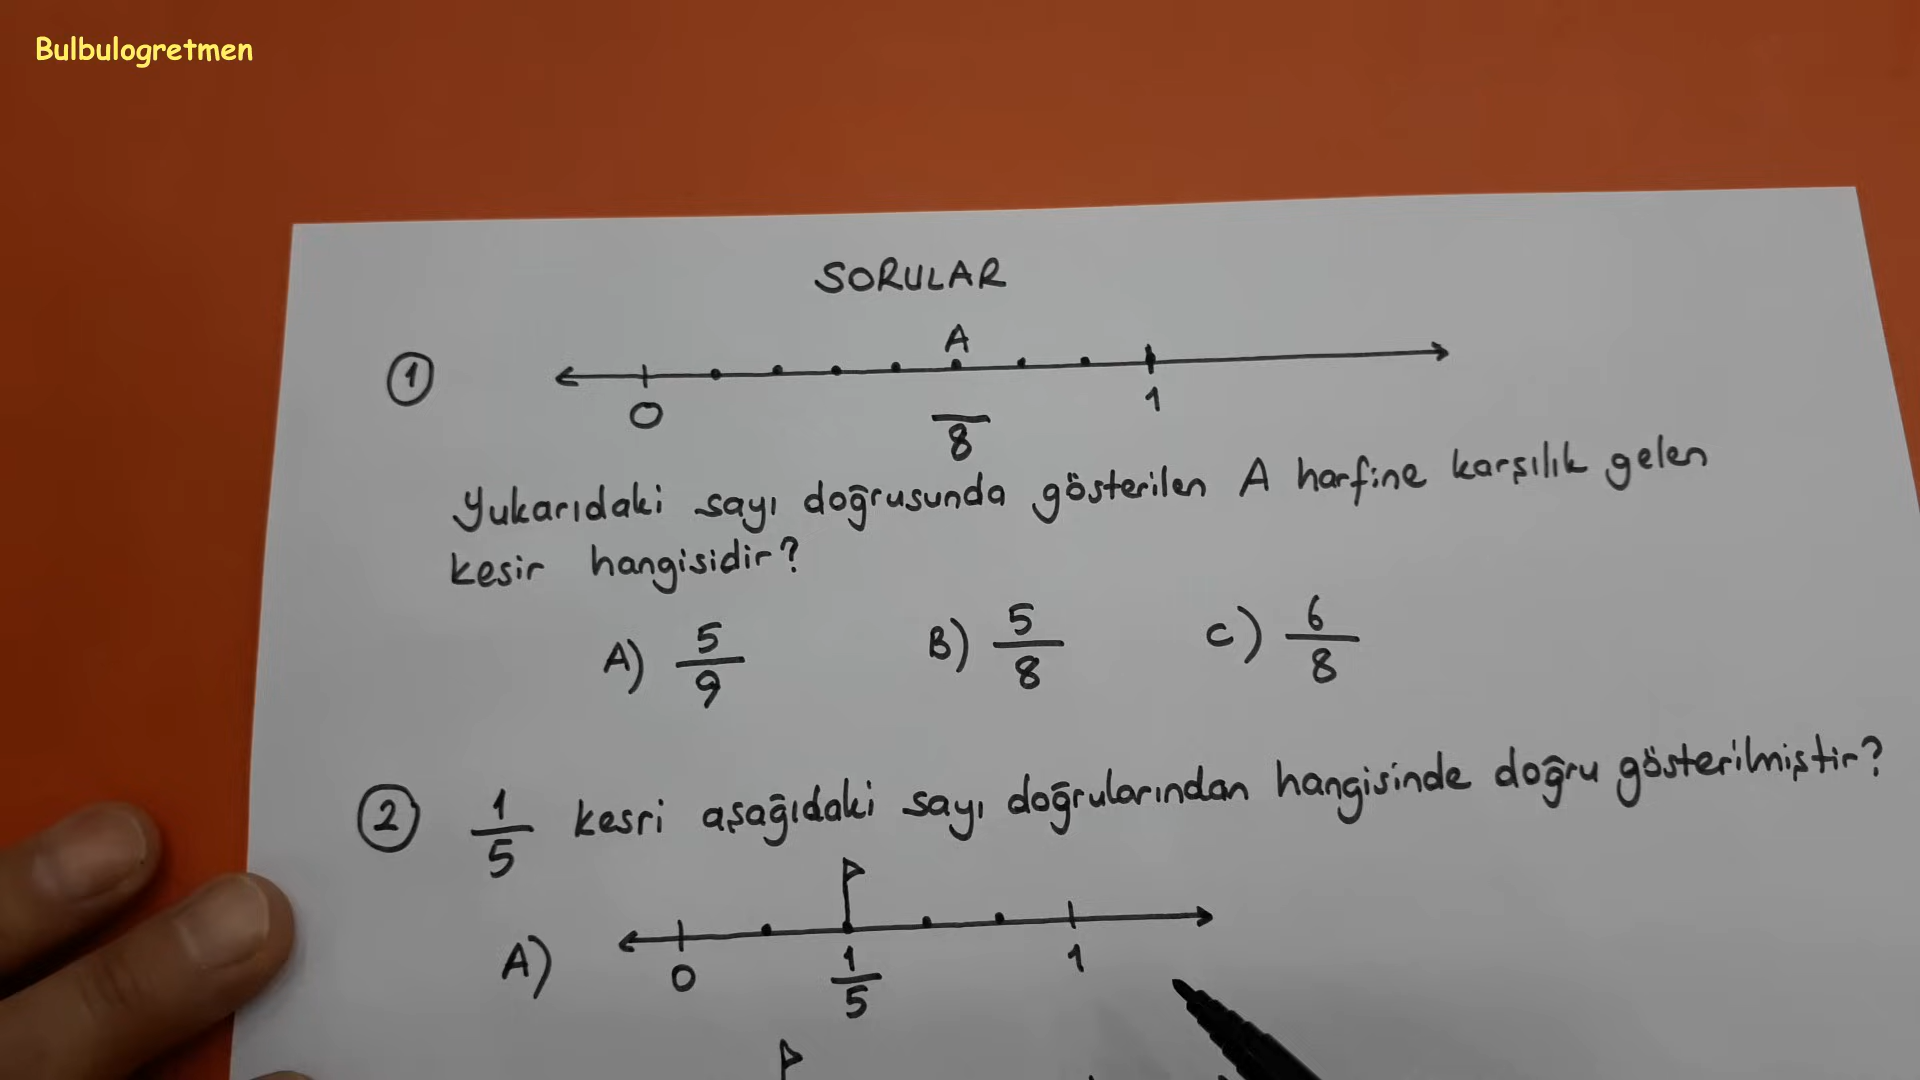 Bulbulogretmen
SORULAR
1
A
0
1
8
Yukarıdaki sayı doğrusunda gösterilen A harfine karşılık gelen
kesir hangisidir?
A) 5/9 B) 5/8 C) 6/8
2 1/5 kesri aşağıdaki sayı doğrularından hangisinde doğru gösterilmiştir?
A)
0 1/5 1